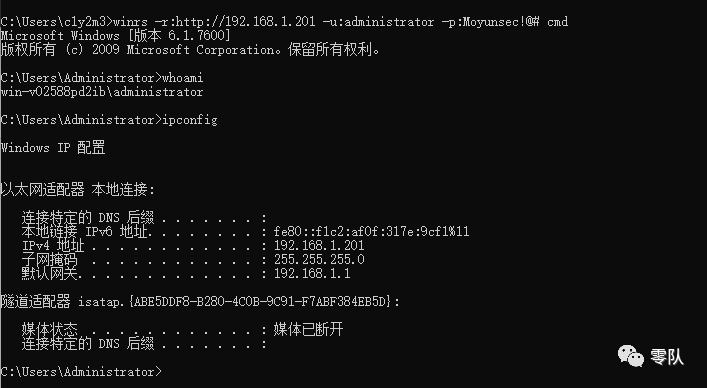 C:\Users\cly2m3>winrs -r:http://192.168.1.201 -u:administrator -p:Moyunsec!@# cmd
Microsoft Windows [版本 6.1.7600]
版权所有 (c) 2009 Microsoft Corporation。保留所有权利。
C:\Users\Administrator>whoami
win-v02588pd2ib\administrator
C:\Users\Administrator>ipconfig
Windows IP 配置
以太网适配器 本地连接:
连接特定的 DNS 后缀 . . . . . . . :
本地链接 IPv6 地址. . . . . . . . : fe80::f1c2:af0f:317e:9cf1%11
IPv4 地址 . . . . . . . . . . . . : 192.168.1.201
子网掩码 . . . . . . . . . . . . : 255.255.255.0
默认网关. . . . . . . . . . . . . : 192.168.1.1
隧道适配器 isatap.{ABE5DDF8-B280-4C0B-9C91-F7ABF384EB5D}:
媒体状态 . . . . . . . . . . . . : 媒体已断开
连接特定的 DNS 后缀 . . . . . . . :
C:\Users\Administrator>
零队